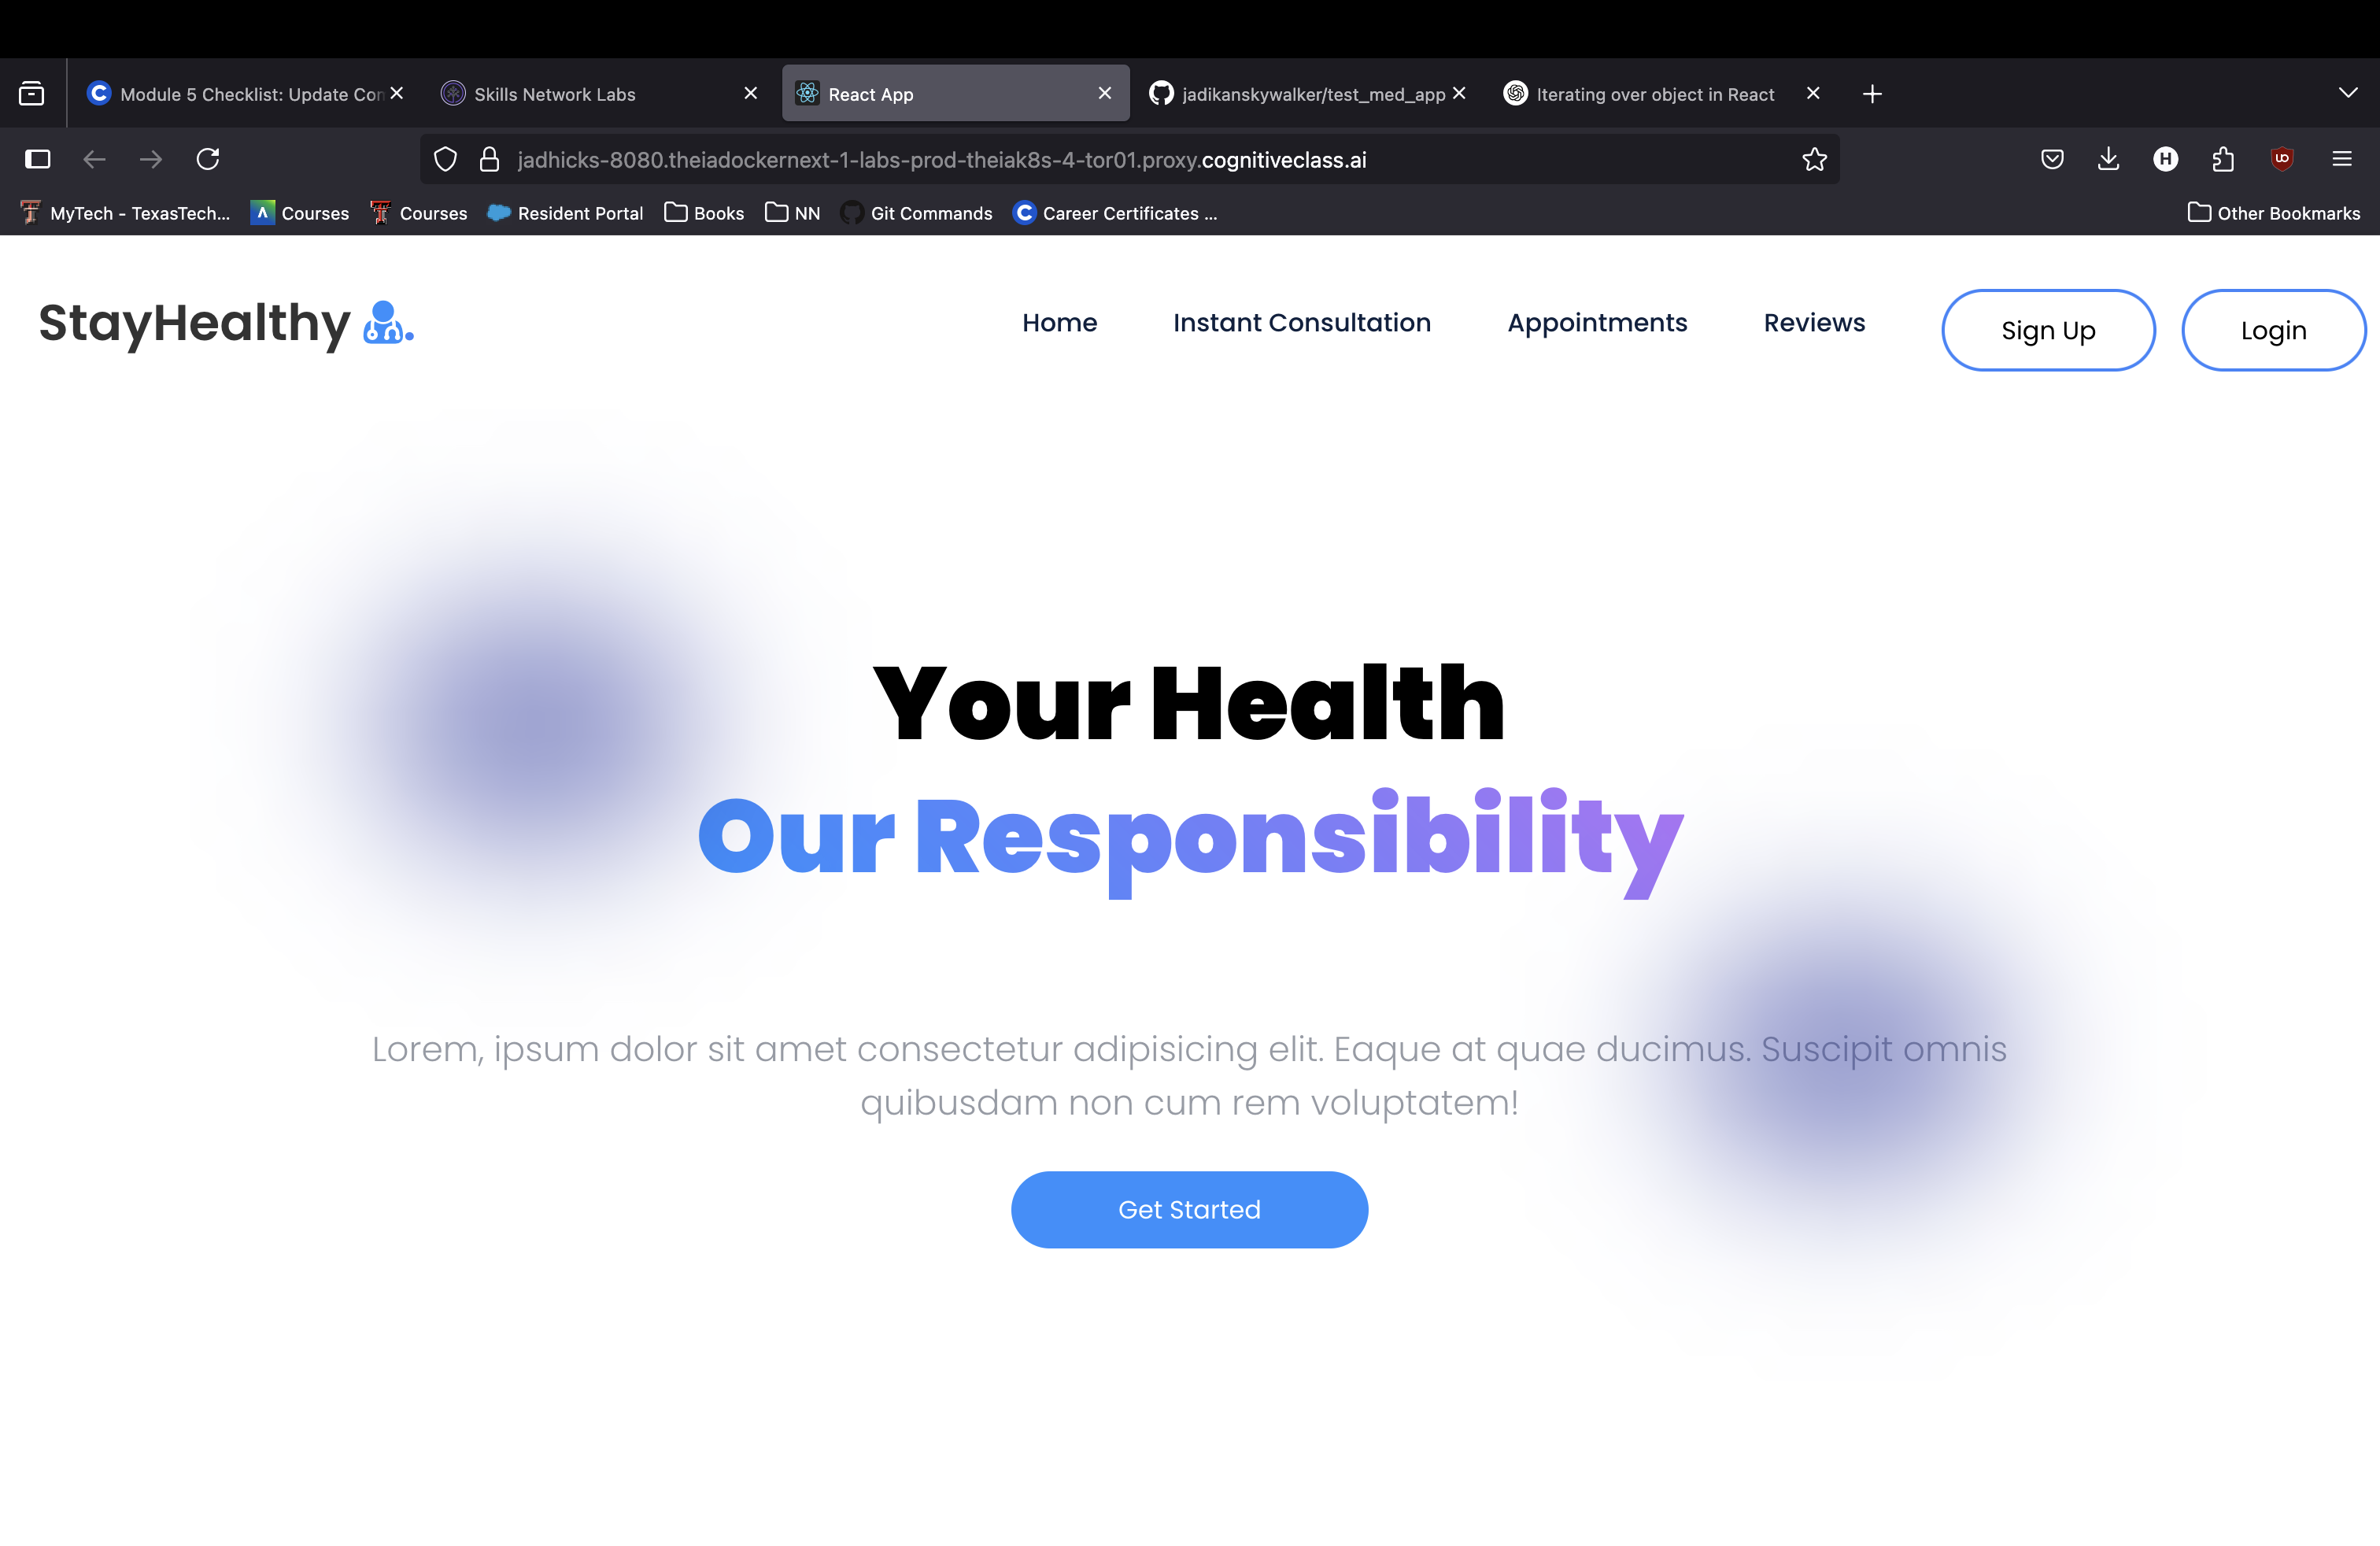 Module 5 Checklist: Update Con
Skills Network Labs
React App
jadikanskywalker/test_med_app
Iterating over object in React
jadhicks-8080.theiadockernext-1-labs-prod-theiak8s-4-tor01.proxy.cognitiveclass.ai
MyTech - TexasTech...
Courses
Courses
Resident Portal
Books
NN
Git Commands
Career Certificates ...
Other Bookmarks
StayHealthy
Home
Instant Consultation
Appointments
Reviews
Sign Up
Login
Your Health
Our Responsibility
Lorem, ipsum dolor sit amet consectetur adipisicing elit. Eaque at quae ducimus. Suscipit omnis
quibusdam non cum rem voluptatem!
Get Started